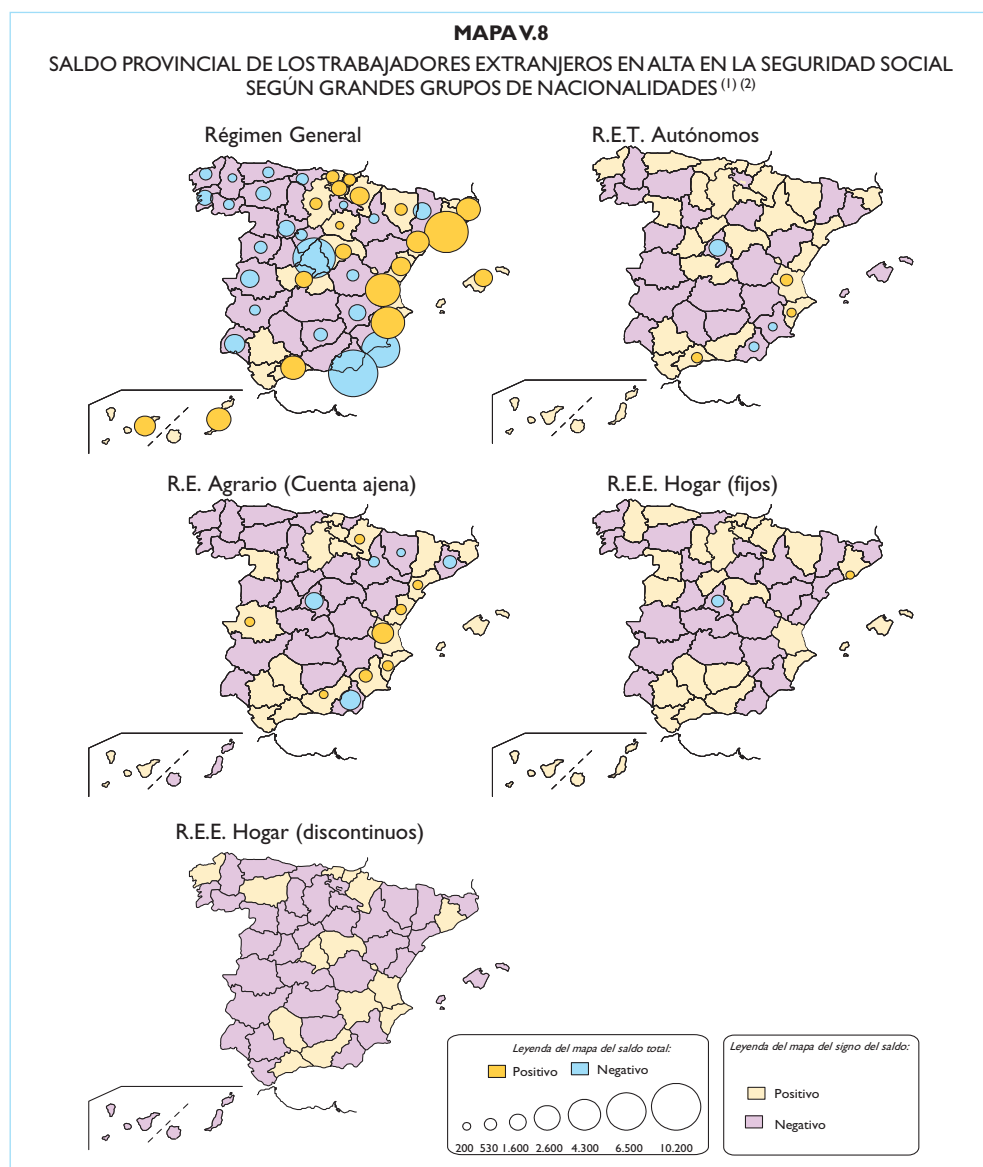 MAPA V.8
SALDO PROVINCIAL DE LOS TRABAJADORES EXTRANJEROS EN ALTA EN LA SEGURIDAD SOCIAL
SEGÚN GRANDES GRUPOS DE NACIONALIDADES (1) (2)
Régimen General
R.E.T. Autónomos
R.E. Agrario (Cuenta ajena)
R.E.E. Hogar (fijos)
R.E.E. Hogar (discontinuos)
Leyenda del mapa del saldo total:
Positivo Negativo
200 530 1.600 2.600 4.300 6.500 10.200
Leyenda del mapa del signo del saldo:
Positivo
Negativo